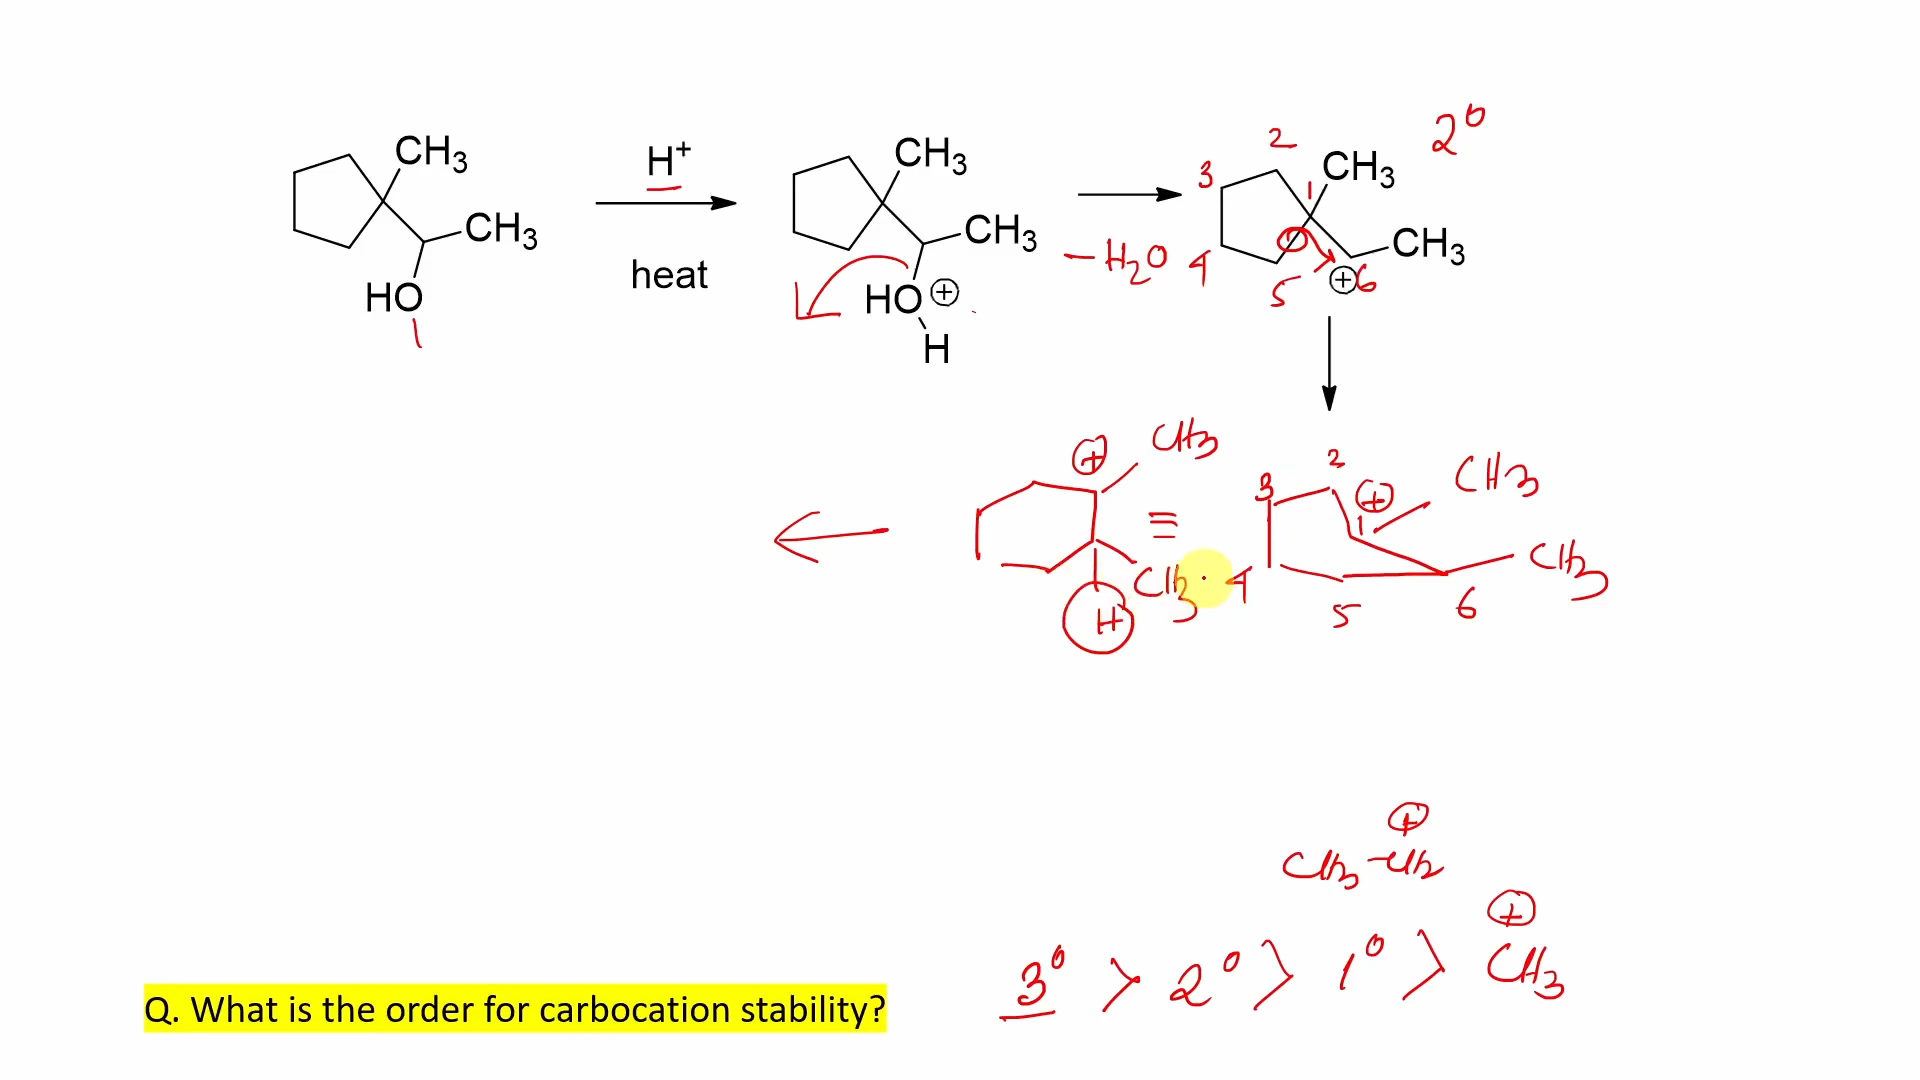 CH3
CH3
HO
H+
heat
CH3
CH3
HO ⊕
H
− H2O
2°
CH3
CH3
⊕
1
2
3
4
5
6
⊕
CH3
CH3
H
≡
2
3
⊕
1
CH3
CH3
4
5
6
CH3 − CH2
⊕
3° > 2° > 1° > CH3
⊕
Q. What is the order for carbocation stability?